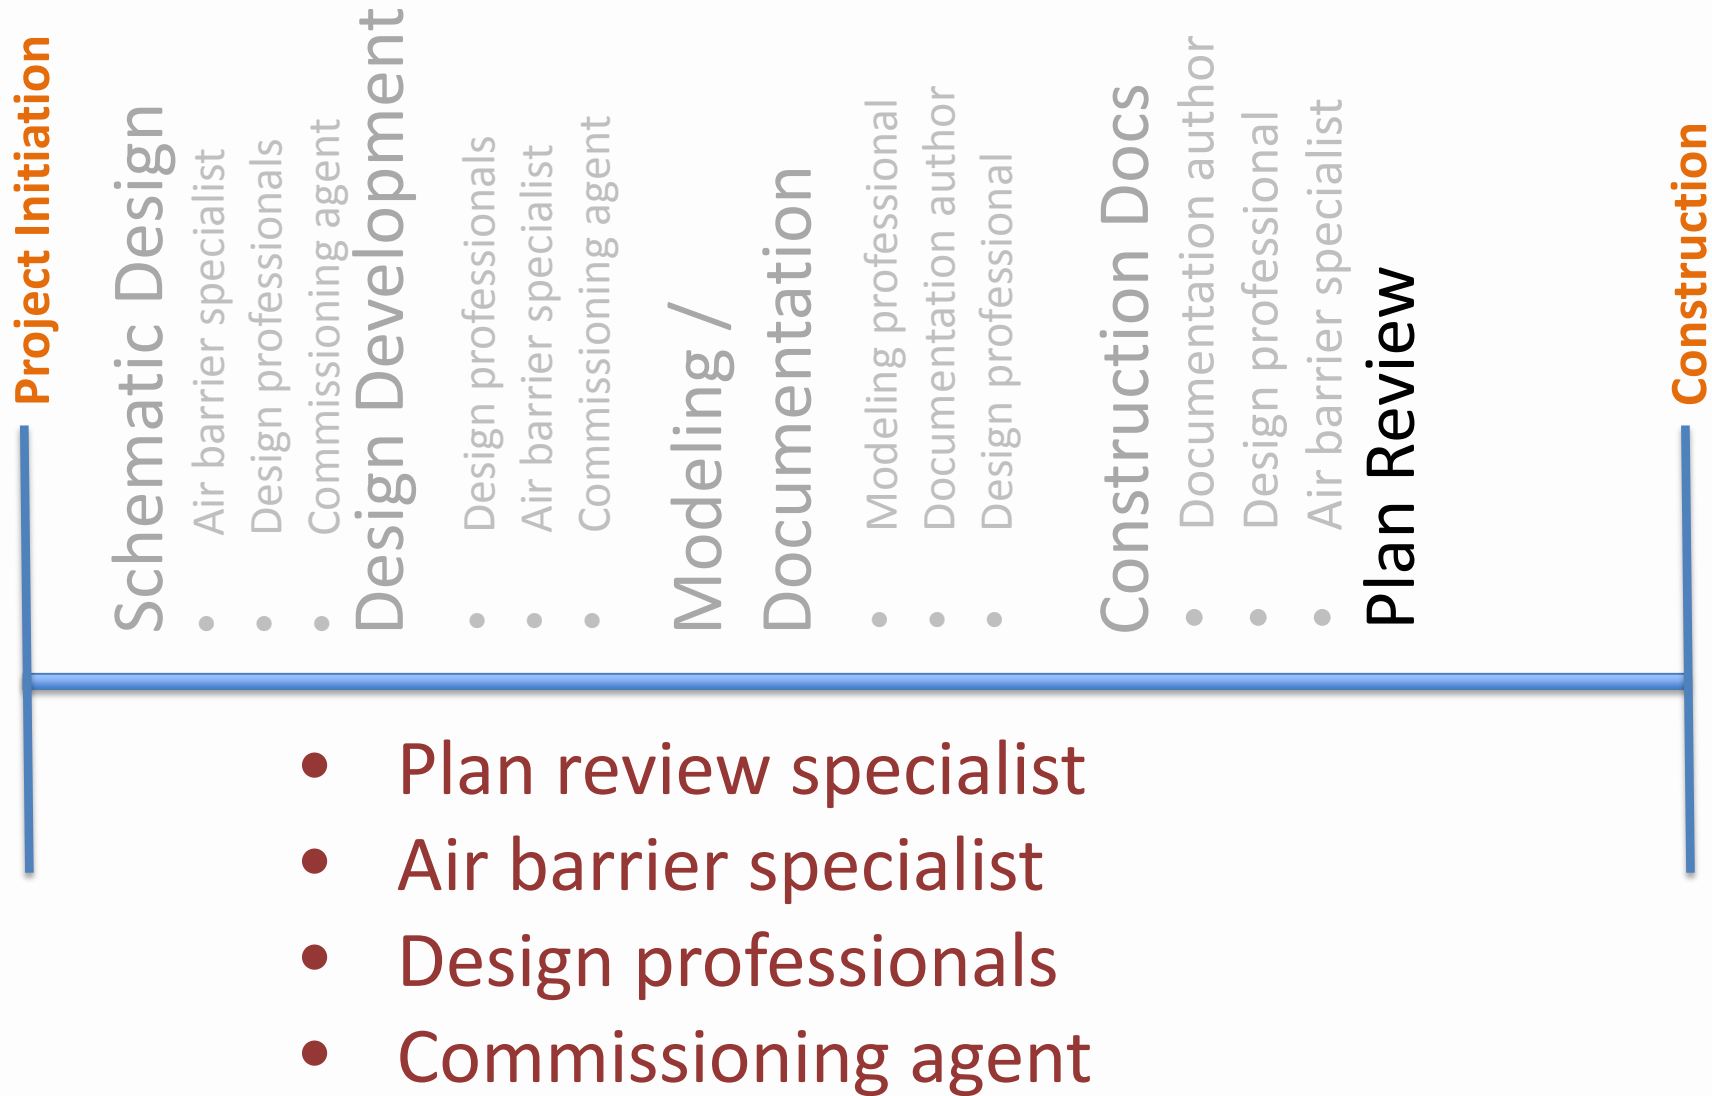 Project Initiation
Schematic Design
• Air barrier specialist
• Design professionals
• Commissioning agent
Design Development
• Design professionals
• Air barrier specialist
• Commissioning agent
Modeling /
Documentation
• Modeling professional
• Documentation author
• Design professional
Construction Docs
• Documentation author
• Design professional
• Air barrier specialist
Plan Review
Construction
• Plan review specialist
• Air barrier specialist
• Design professionals
• Commissioning agent